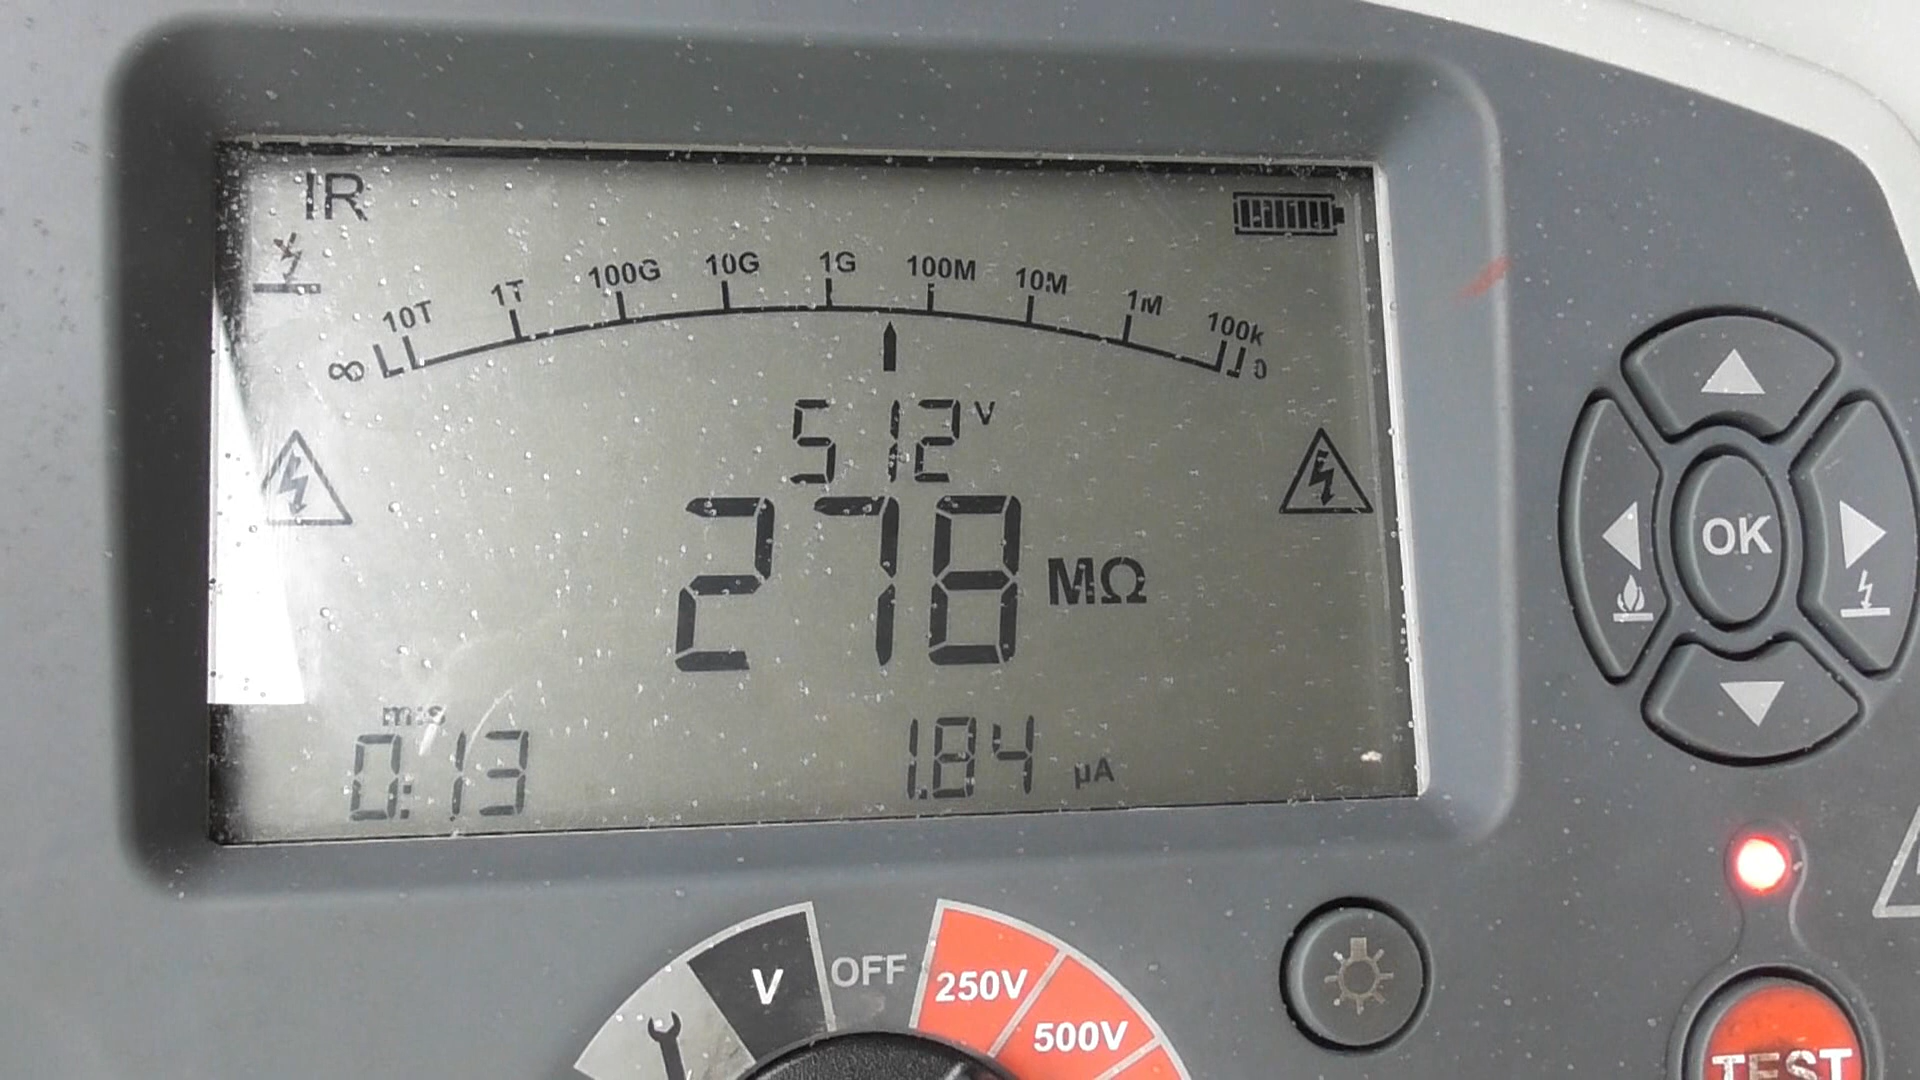 IR
10T 1T 100G 10G 1G 100M 10M 1M 100k
∞ 0
512 V
278 MΩ
m:s
0:13
1.84 µA
OK
V OFF 250V
500V
TEST